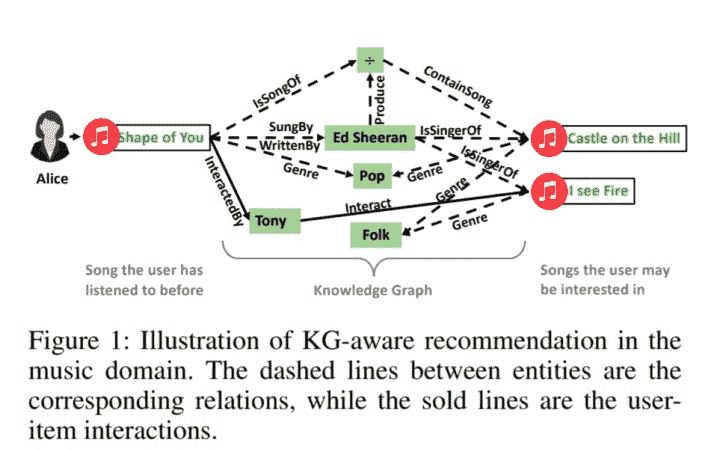 ÷
IsSongOf
ContainSong
Produce
Alice
Shape of You
SungBy
WrittenBy
Genre
Ed Sheeran
IsSingerOf
IsSingerOf
Castle on the Hill
Pop
Genre
Genre
I see Fire
InteractedBy
Tony
Interact
Folk
Genre
Song the user has
listened to before
Knowledge Graph
Songs the user may
be interested in
Figure 1: Illustration of KG-aware recommendation in the
music domain. The dashed lines between entities are the
corresponding relations, while the sold lines are the user-
item interactions.